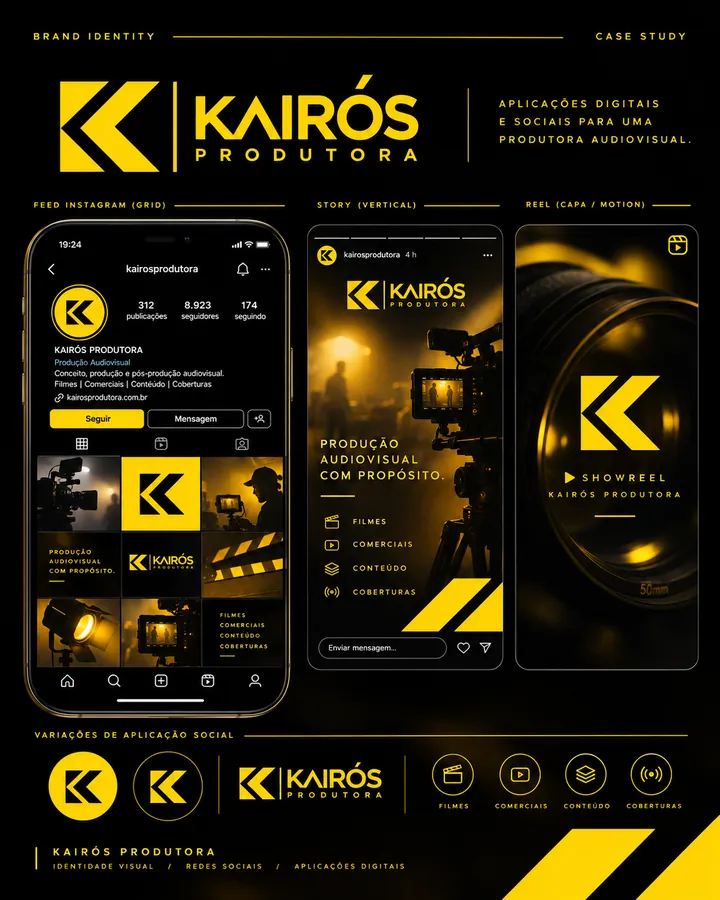 BRAND IDENTITY
CASE STUDY
KAIRÓS
PRODUTORA
APLICAÇÕES DIGITAIS
E SOCIAIS PARA UMA
PRODUTORA AUDIOVISUAL.
FEED INSTAGRAM (GRID)
STORY (VERTICAL)
REEL (CAPA / MOTION)
19:24
kairosprodutora
312
publicações
8.923
seguidores
174
seguindo
KAIRÓS PRODUTORA
Produção Audiovisual
Conceito, produção e pós-produção audiovisual.
Filmes | Comerciais | Contéúdo | Coberturas
kairosprodutora.com.br
Seguir
Mensagem
PRODUÇÃO
AUDIOVISUAL
COM PROPÓSITO.
KAIRÓS
PRODUTORA
FILMES
COMERCIAIS
CONTEÚDO
COBERTURAS
kairosprodutora 4 h
KAIRÓS
PRODUTORA
PRODUÇÃO
AUDIOVISUAL
COM PROPÓSITO.
FILMES
COMERCIAIS
CONTEÚDO
COBERTURAS
Enviar mensagem...
SHOWREEL
KAIRÓS PRODUTORA
50mm
VARIAÇÕES DE APLICAÇÃO SOCIAL
KAIRÓS
PRODUTORA
FILMES
COMERCIAIS
CONTEÚDO
COBERTURAS
KAIRÓS PRODUTORA
IDENTIDADE VISUAL / REDES SOCIAIS / APLICAÇÕES DIGITAIS